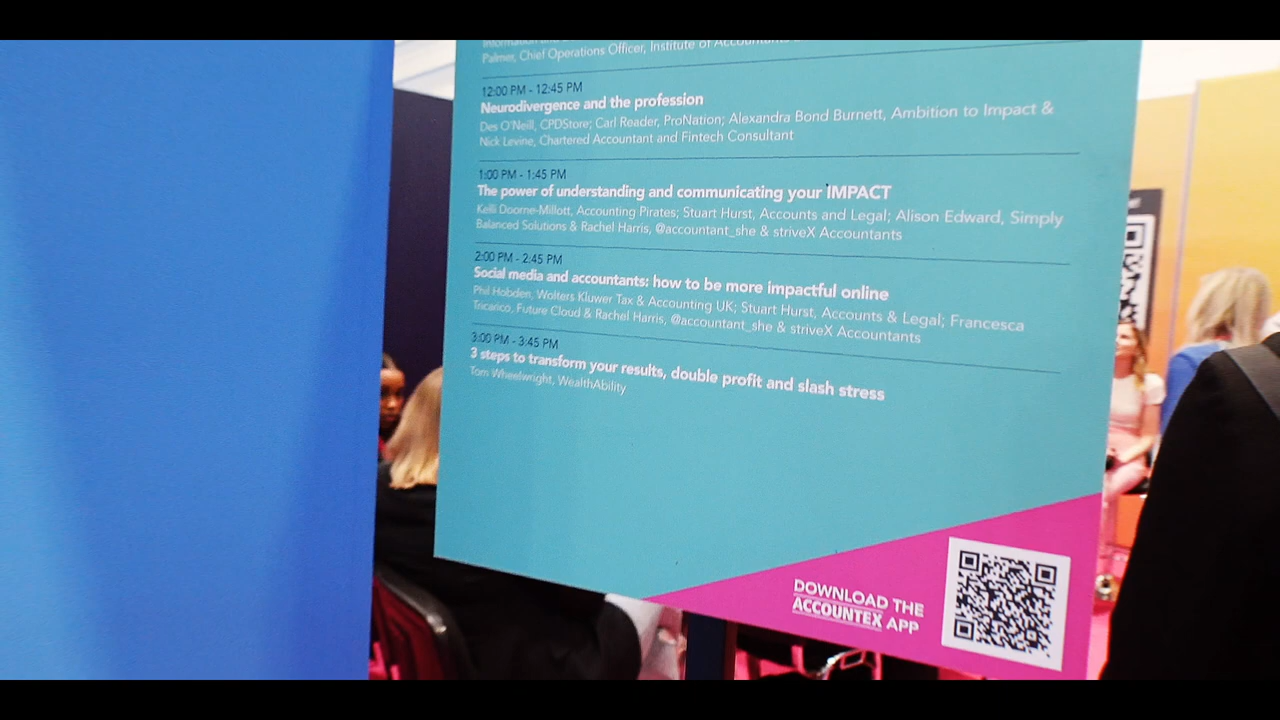 Information and
Palmer, Chief Operations Officer, Institute of Accountants
12:00 PM - 12:45 PM
Neurodivergence and the profession
Des O'Neill, CPDStore; Carl Reader, ProNation; Alexandra Bond Burnett, Ambition to Impact &
Nick Levine, Chartered Accountant and Fintech Consultant
1:00 PM - 1:45 PM
The power of understanding and communicating your IMPACT
Kelli Doorne-Millott, Accounting Pirates; Stuart Hurst, Accounts and Legal; Alison Edward, Simply
Balanced Solutions & Rachel Harris, @accountant_she & striveX Accountants
2:00 PM - 2:45 PM
Social media and accountants: how to be more impactful online
Phil Hobden, Wolters Kluwer Tax & Accounting UK; Stuart Hurst, Accounts & Legal; Francesca
Tricarico, Future Cloud & Rachel Harris, @accountant_she & striveX Accountants
3:00 PM - 3:45 PM
3 steps to transform your results, double profit and slash stress
Tom Wheelwright, WealthAbility
DOWNLOAD THE
ACCOUNTEX APP